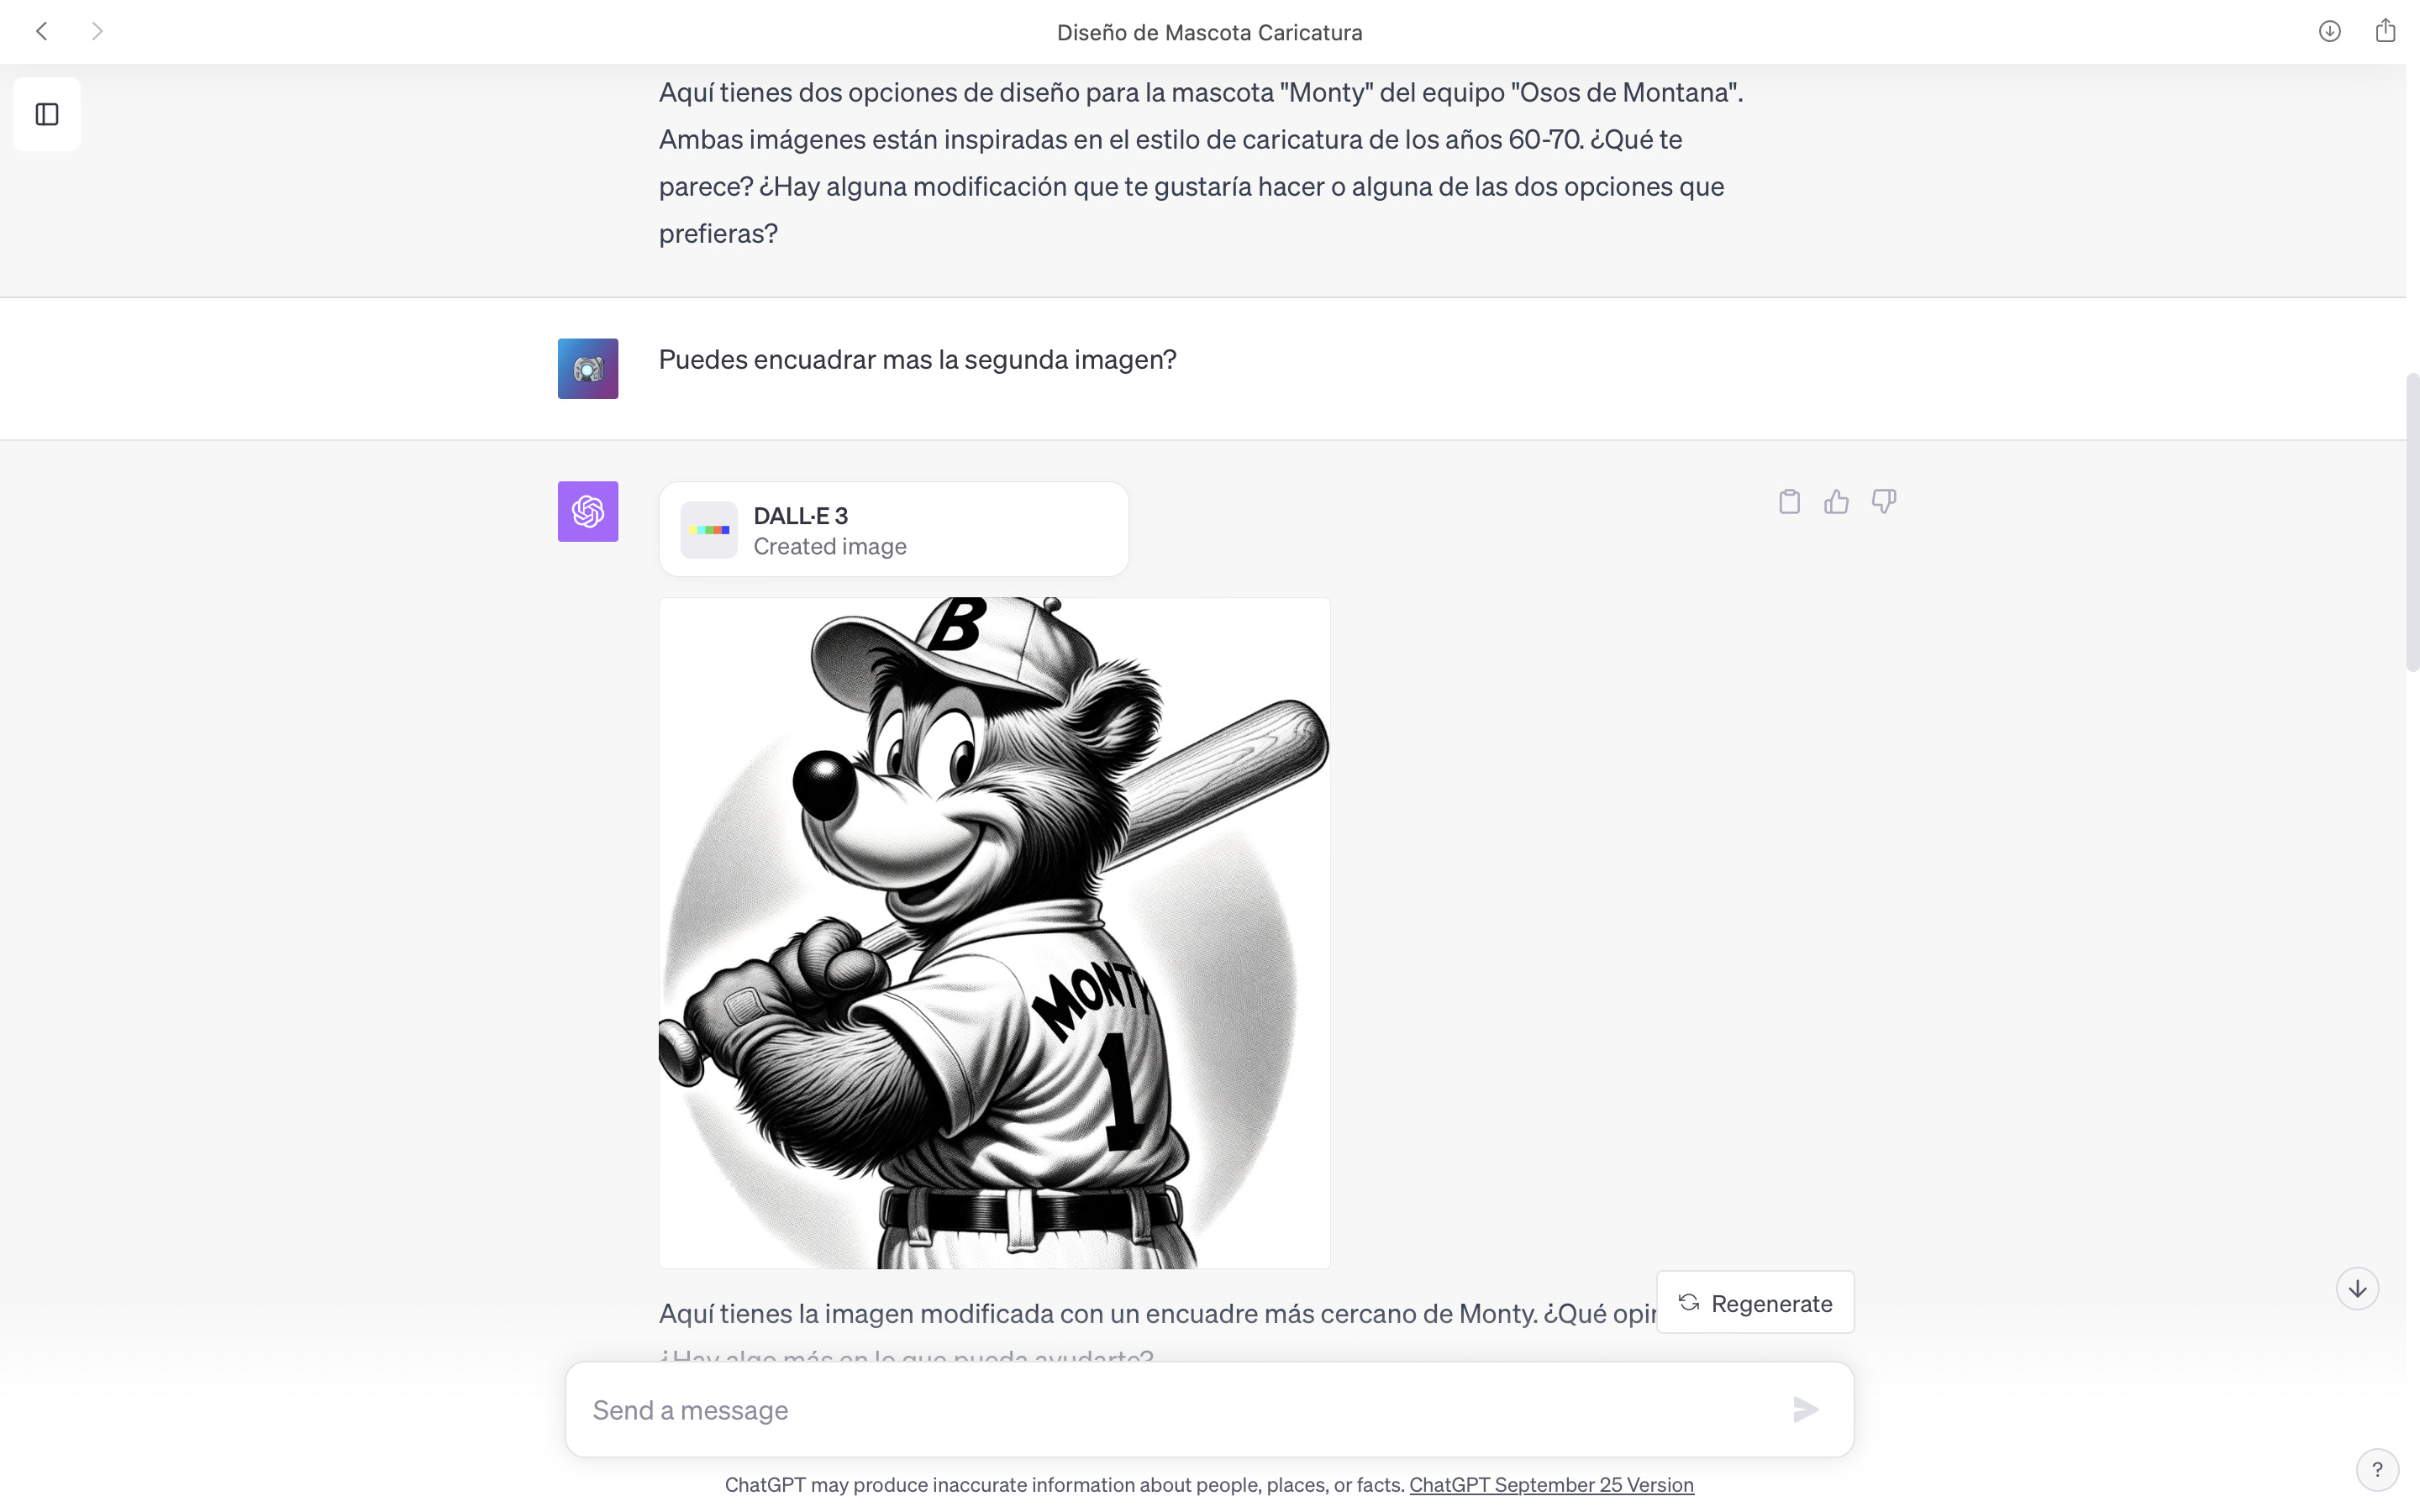 Diseño de Mascota Caricatura
Aquí tienes dos opciones de diseño para la mascota "Monty" del equipo "Osos de Montana".
Ambas imágenes están inspiradas en el estilo de caricatura de los años 60-70. ¿Qué te
parece? ¿Hay alguna modificación que te gustaría hacer o alguna de las dos opciones que
prefieras?
Puedes encuadrar mas la segunda imagen?
DALL·E 3
Created image
B
MONTY
1
Aquí tienes la imagen modificada con un encuadre más cercano de Monty. ¿Qué
Regenerate
¿Hay algo más en lo que pueda ayudarte?
Send a message
ChatGPT may produce inaccurate information about people, places, or facts. ChatGPT September 25 Version
?